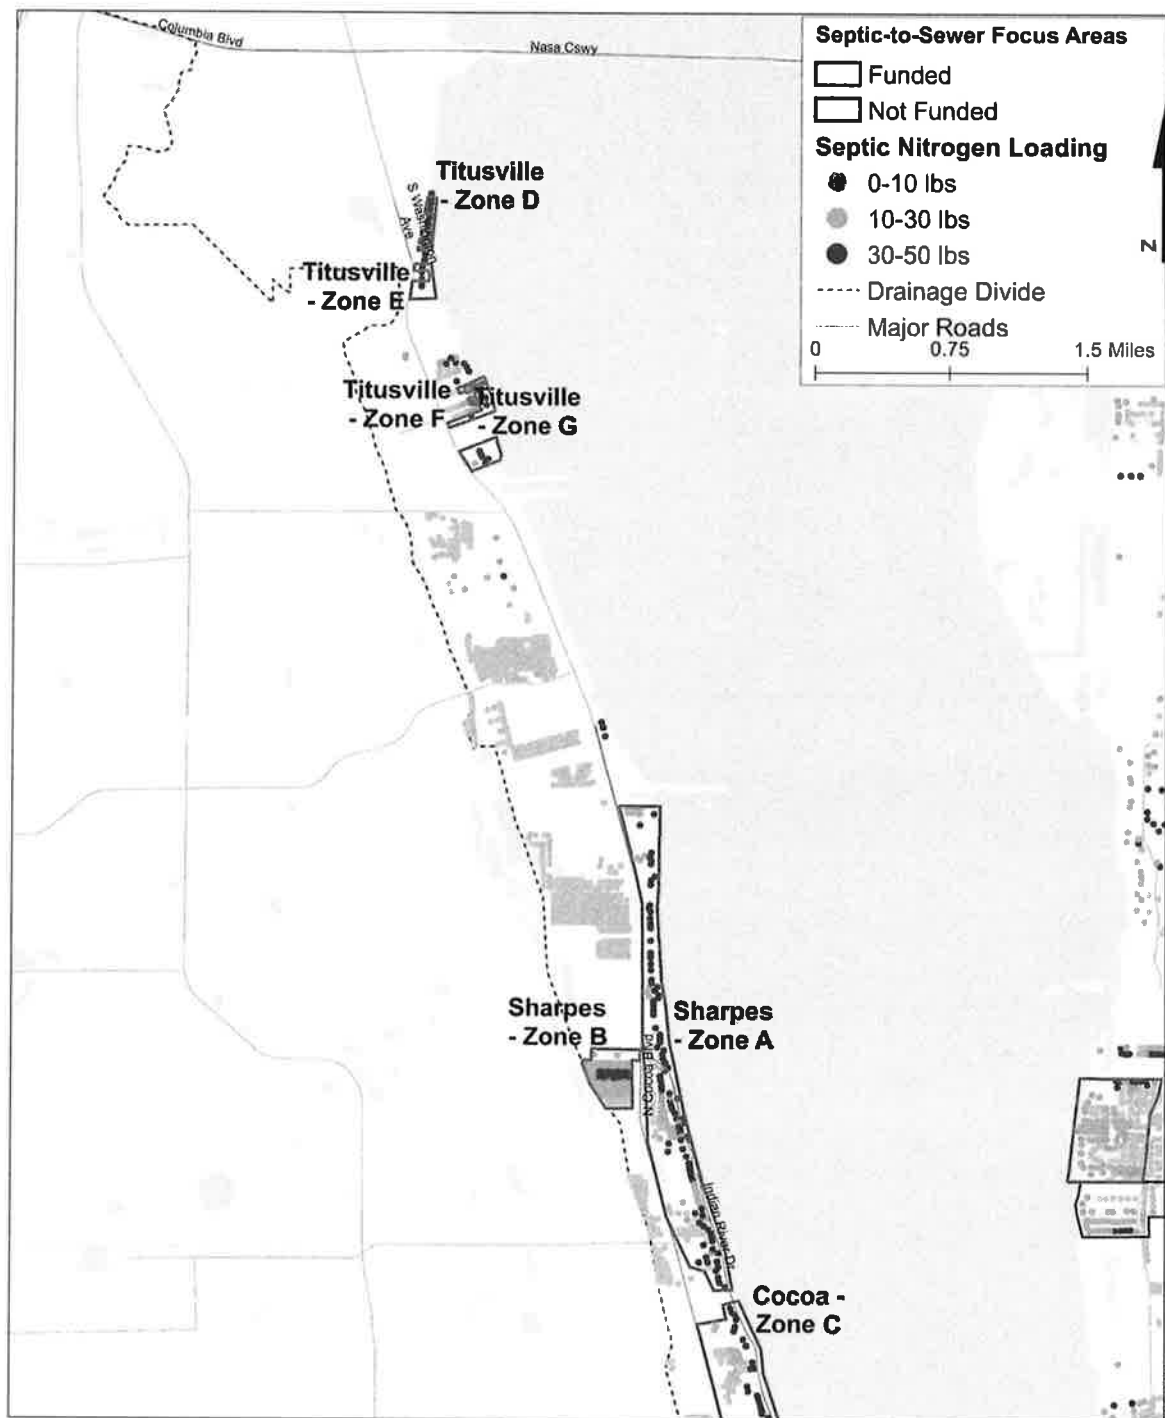 Columbia Blvd
Nasa Cswy
Septic-to-Sewer Focus Areas
Funded
Not Funded
Septic Nitrogen Loading
0-10 lbs
10-30 lbs
30-50 lbs
Drainage Divide
Major Roads
0 0.75 1.5 Miles
N
Titusville
- Zone D
Ave
Titusville
- Zone E
Titusville
- Zone F
Titusville
- Zone G
Sharpes
- Zone B
Sharpes
- Zone A
N Cocoa Blvd
Indian River Dr
Cocoa -
Zone C